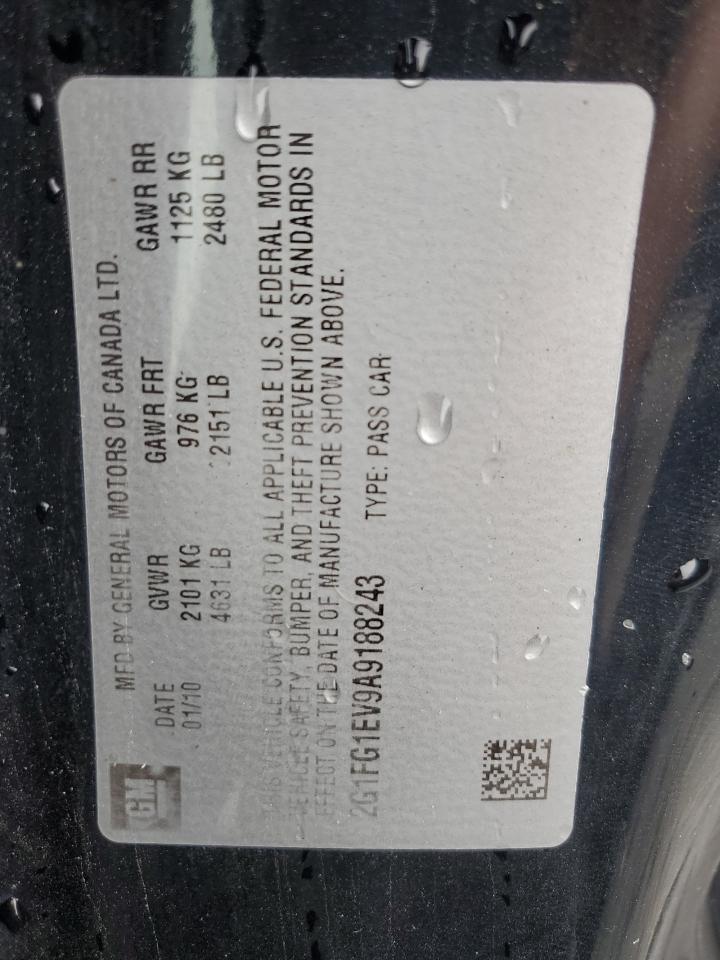 GM
MFD BY GENERAL MOTORS OF CANADA LTD.
DATE GVWR GAWR FRT GAWR RR
01/10 2101 KG 976 KG 1125 KG
4631 LB 2151 LB 2480 LB
VEHICLE CONFORMS TO ALL APPLICABLE U.S. FEDERAL MOTOR
VEHICLE SAFETY, BUMPER, AND THEFT PREVENTION STANDARDS IN
EFFECT ON THE DATE OF MANUFACTURE SHOWN ABOVE.
2G1FG1EV9A9188243 TYPE: PASS CAR